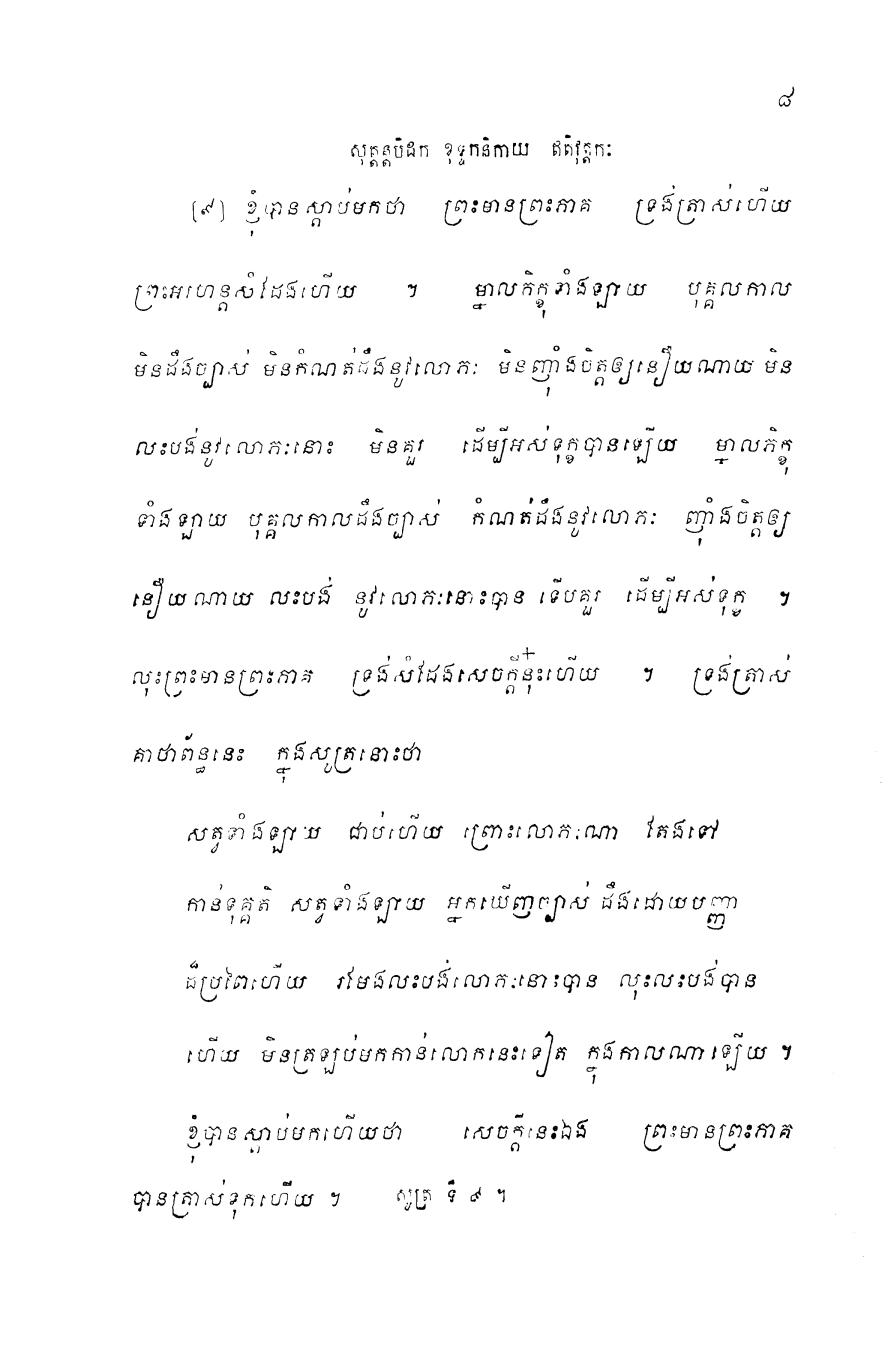 ៨
សុត្តន្តបិដក ខុទ្ទកនិកាយ ឥតិវុត្តកៈ
(៩) ខ្ញុំបានស្តាប់មកថា ព្រះមានព្រះភាគ ទ្រង់ត្រាស់ហើយ
ព្រះអរហន្តសំដែងហើយ ។ ម្នាលភិក្ខុទាំងឡាយ បុគ្គលកាល
មិនដឹងច្បាស់ មិនកំណត់ដឹងនូវលោភៈ មិនញ៉ាំងចិត្តឲ្យនឿយណាយ មិន
លះបង់នូវលោភៈនោះ មិនគួរ ដើម្បីអស់ទុក្ខបានឡើយ ម្នាលភិក្ខុ
ទាំងឡាយ បុគ្គលកាលដឹងច្បាស់ កំណត់ដឹងនូវលោភៈ ញ៉ាំងចិត្តឲ្យ
នឿយណាយ លះបង់ នូវលោភៈនោះបាន ទើបគួរ ដើម្បីអស់ទុក្ខ ។
លុះព្រះមានព្រះភាគ ទ្រង់សំដែងសេចក្តីនុ៎ះហើយ ។ ទ្រង់ត្រាស់
គាថាព័ន្ធនេះ ក្នុងសូត្រនោះថា
សត្វទាំងឡាយ ជាប់ហើយ ព្រោះលោភៈណា តែងទៅ
កាន់ទុគ្គតិ សត្វទាំងឡាយ អ្នកឃើញច្បាស់ ដឹងដោយបញ្ញា
ដ៏ប្រពៃហើយ រមែងលះបង់លោភៈនោះបាន លុះលះបង់បាន
ហើយ មិនត្រឡប់មកកាន់លោកនេះទៀត ក្នុងកាលណាឡើយ ។
ខ្ញុំបានស្តាប់មកហើយថា សេចក្តីនេះឯង ព្រះមានព្រះភាគ
បានត្រាស់ទុកហើយ ។ សូត្រ ទី ៩ ។